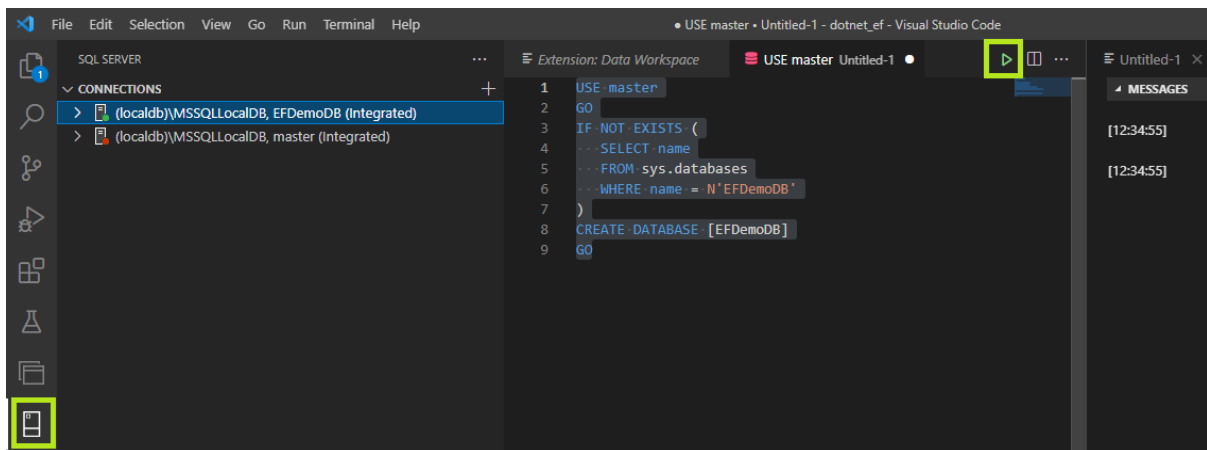 File Edit Selection View Go Run Terminal Help
● USE master • Untitled-1 - dotnet_ef - Visual Studio Code
1
SQL SERVER
...
CONNECTIONS
(localdb)\MSSQLLocalDB, EFDemoDB (Integrated)
(localdb)\MSSQLLocalDB, master (Integrated)
Extension: Data Workspace
USE master Untitled-1 ●
...
1 USE·master
2 GO
3 IF·NOT·EXISTS·(
4 ····SELECT·name
5 ····FROM·sys.databases
6 ····WHERE·name·=·N'EFDemoDB'
7 )
8 CREATE·DATABASE·[EFDemoDB]
9 GO
Untitled-1
MESSAGES
[12:34:55]
[12:34:55]